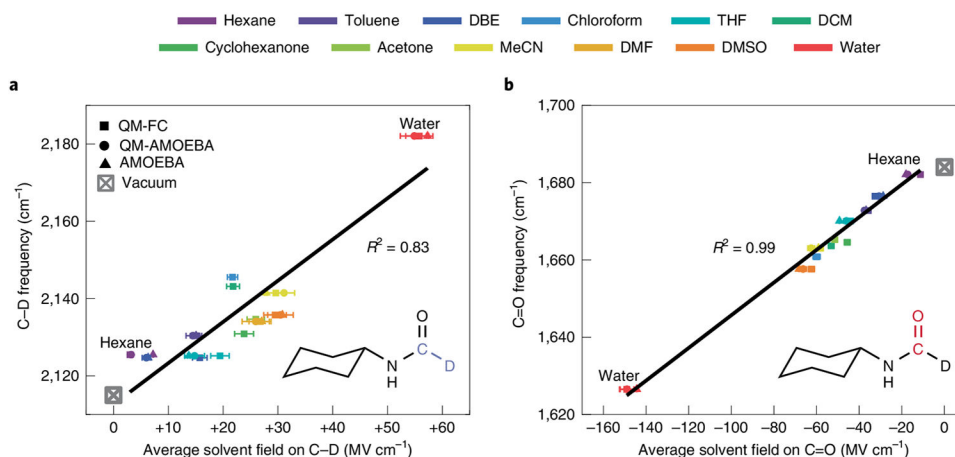 Hexane Toluene DBE Chloroform THF DCM
Cyclohexanone Acetone MeCN DMF DMSO Water
a
2,180
2,160
2,140
2,120
C–D frequency (cm⁻¹)
QM-FC
QM-AMOEBA
AMOEBA
Vacuum
Water
R² = 0.83
Hexane
O
C
N
H
D
0 +10 +20 +30 +40 +50 +60
Average solvent field on C–D (MV cm⁻¹)
b
1,700
1,680
1,660
1,640
1,620
C=O frequency (cm⁻¹)
Hexane
R² = 0.99
Water
O
C
N
H
D
−160 −140 −120 −100 −80 −60 −40 −20 0
Average solvent field on C=O (MV cm⁻¹)